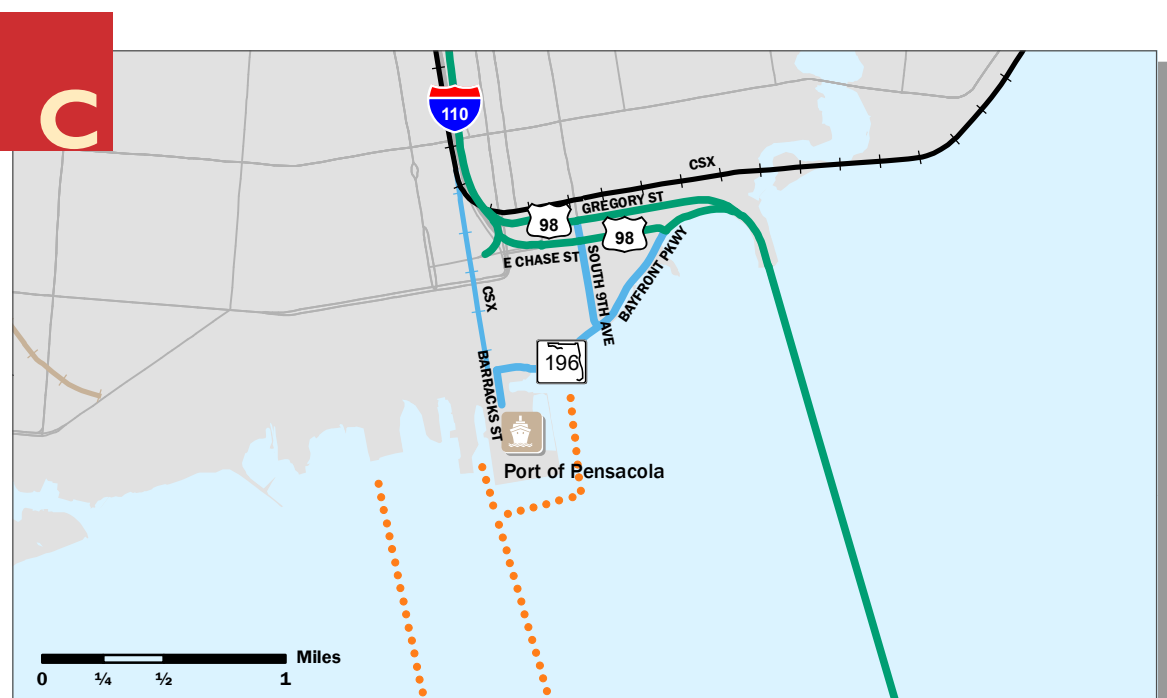 C
110
CSX
GREGORY ST
98
98
E CHASE ST
SOUTH 9TH AVE
BAYFRONT PKWY
CSX
196
BARRACKS ST
Port of Pensacola
Miles
0 ¼ ½ 1